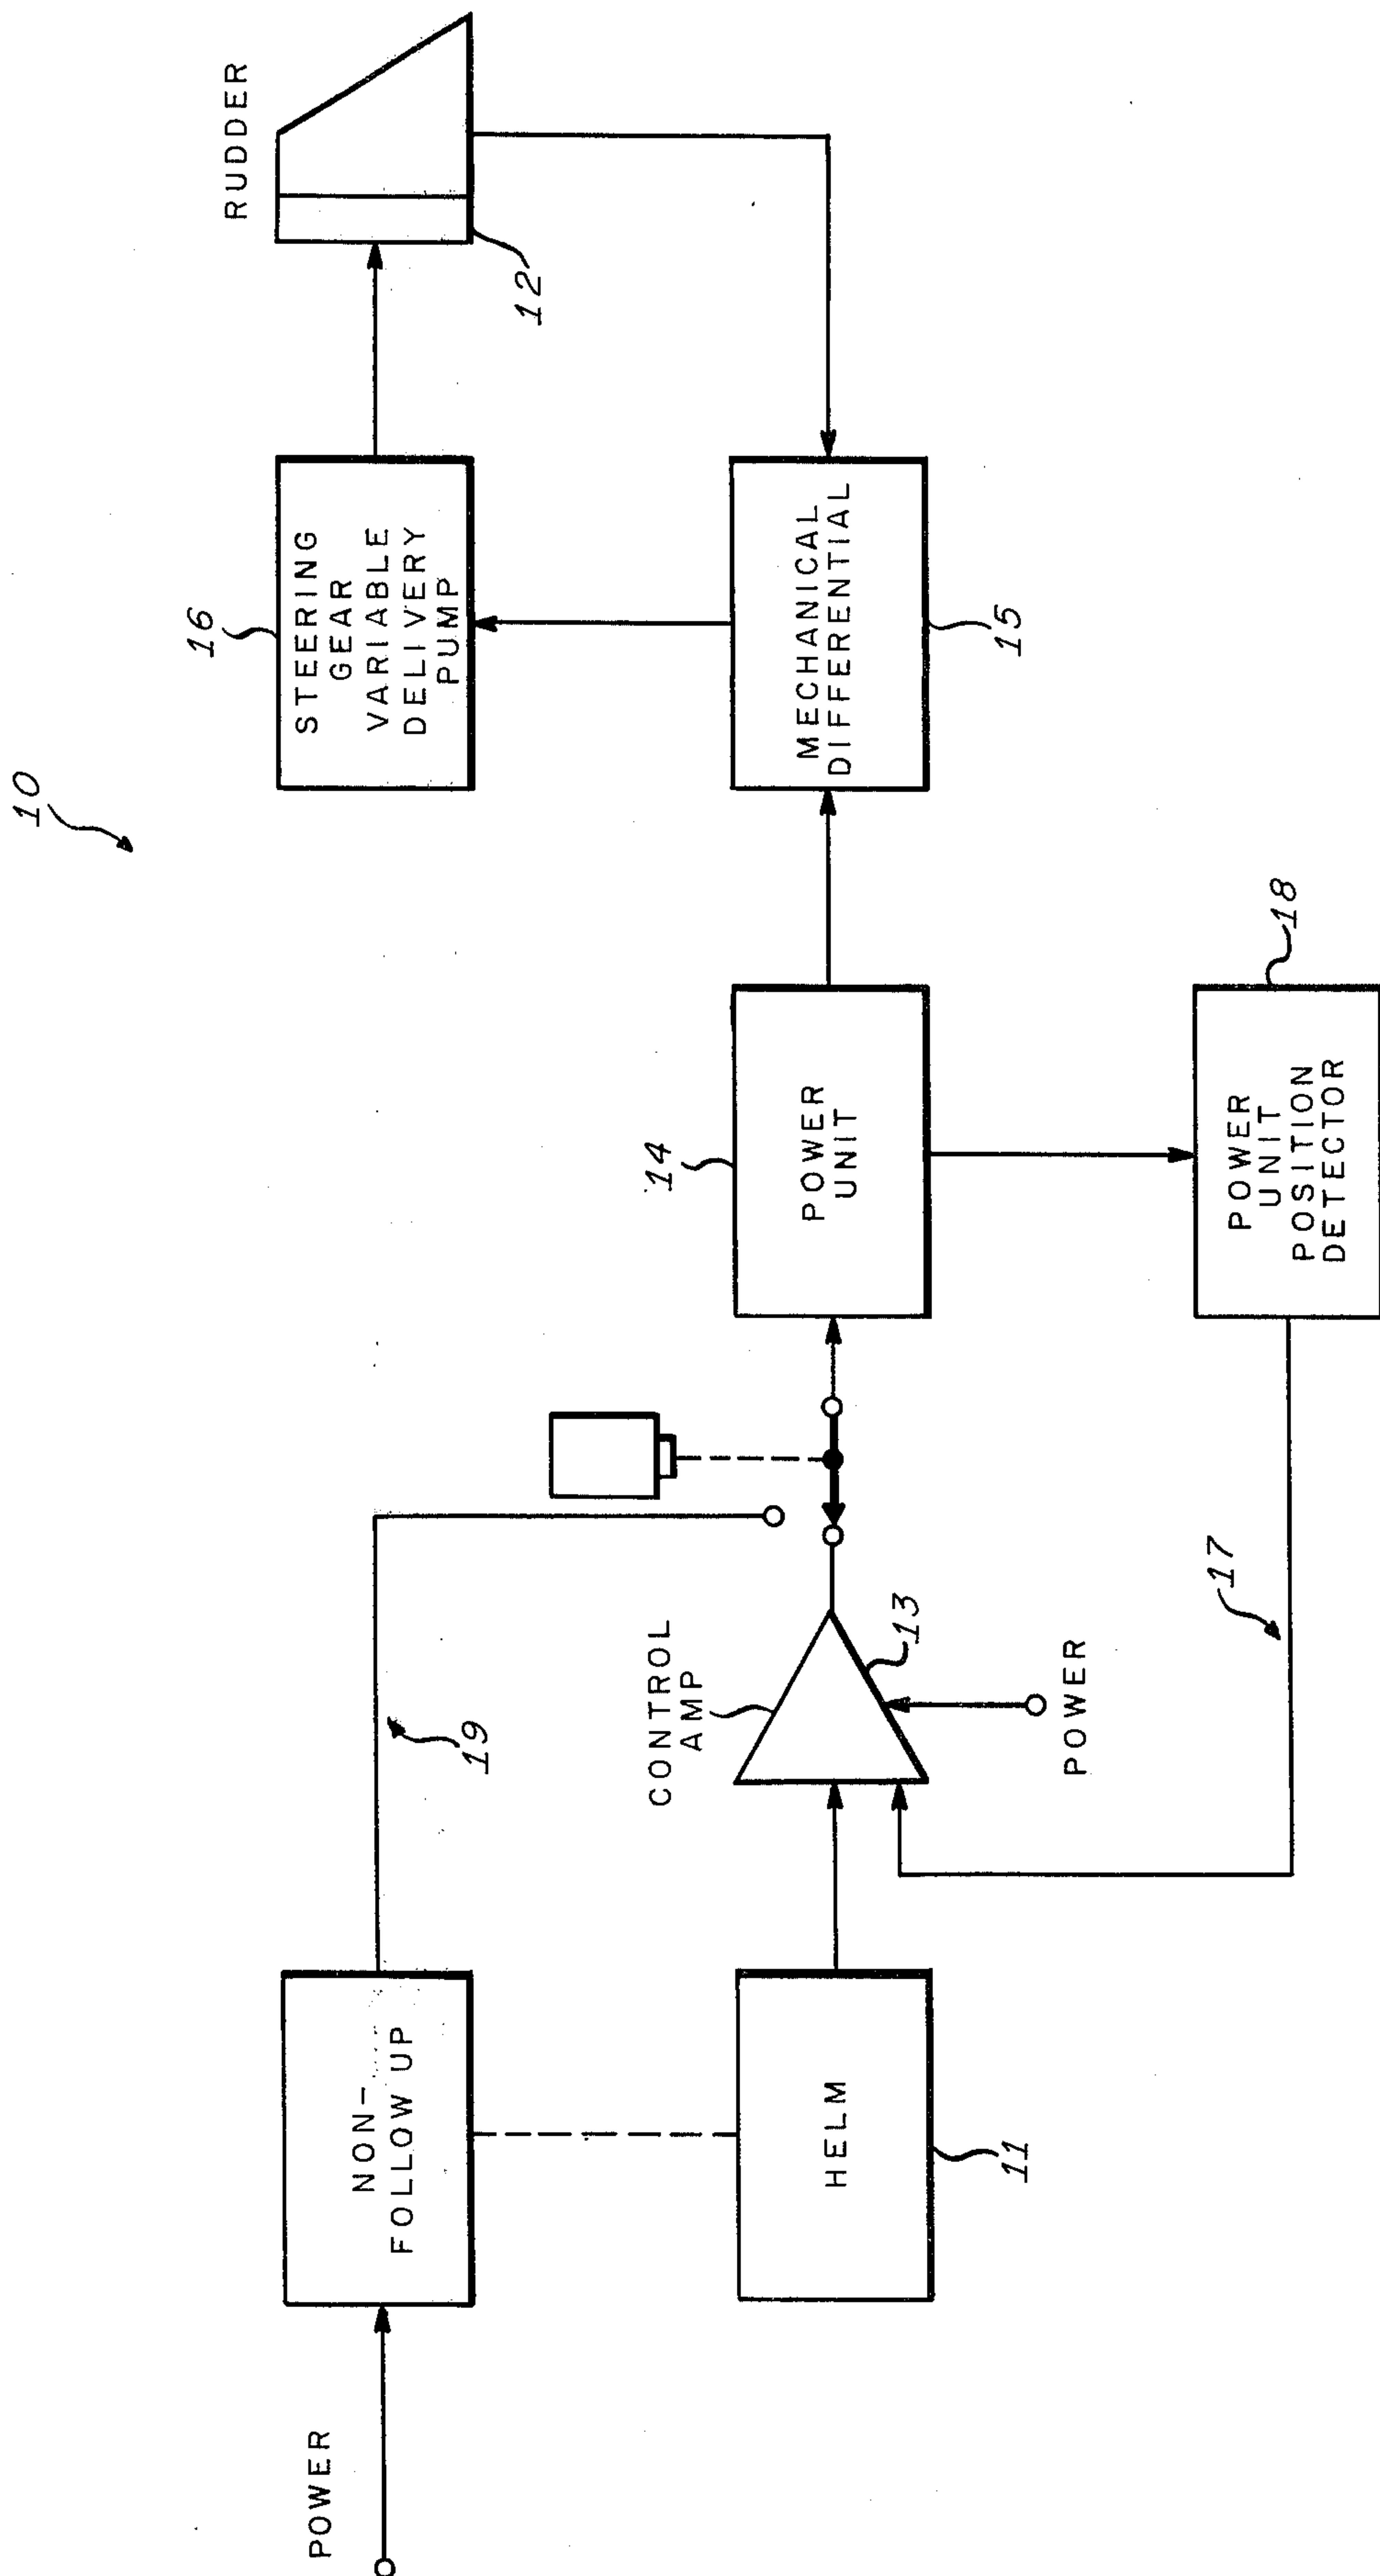 10
RUDDER
12
16
STEERING
GEAR
VARIABLE
DELIVERY
PUMP
MECHANICAL
DIFFERENTIAL
15
14
POWER
UNIT
18
POWER
UNIT
POSITION
DETECTOR
17
19
CONTROL
AMP
13
POWER
NON-
FOLLOW UP
HELM
11
POWER